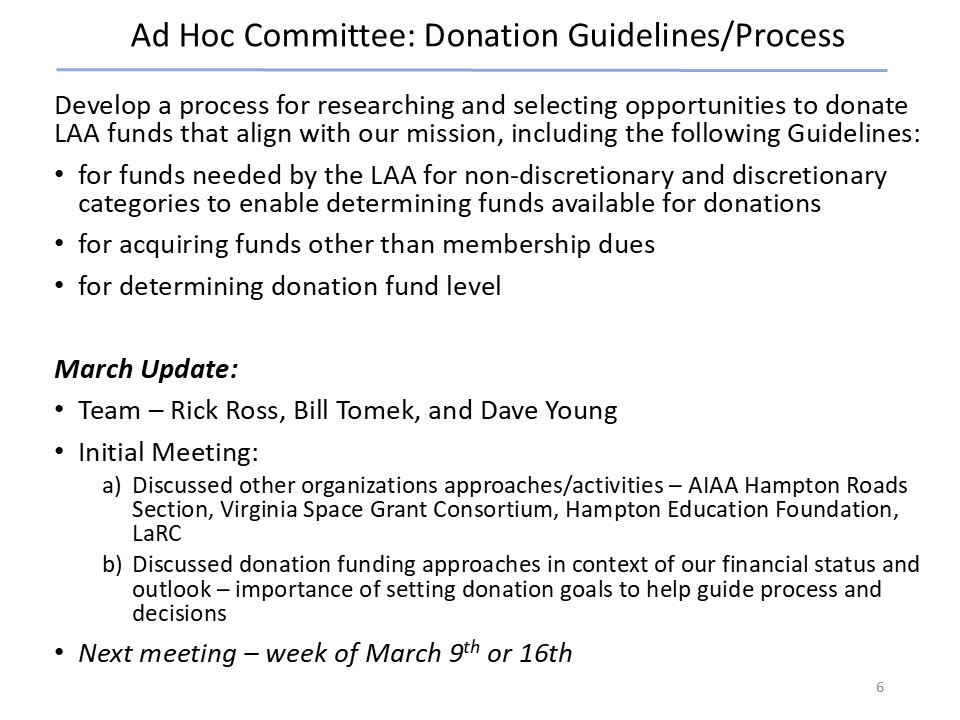 Ad Hoc Committee: Donation Guidelines/Process
Develop a process for researching and selecting opportunities to donate
LAA funds that align with our mission, including the following Guidelines:
• for funds needed by the LAA for non-discretionary and discretionary
categories to enable determining funds available for donations
• for acquiring funds other than membership dues
• for determining donation fund level
March Update:
• Team – Rick Ross, Bill Tomek, and Dave Young
• Initial Meeting:
a) Discussed other organizations approaches/activities – AIAA Hampton Roads
Section, Virginia Space Grant Consortium, Hampton Education Foundation,
LaRC
b) Discussed donation funding approaches in context of our financial status and
outlook – importance of setting donation goals to help guide process and
decisions
• Next meeting – week of March 9th or 16th
6